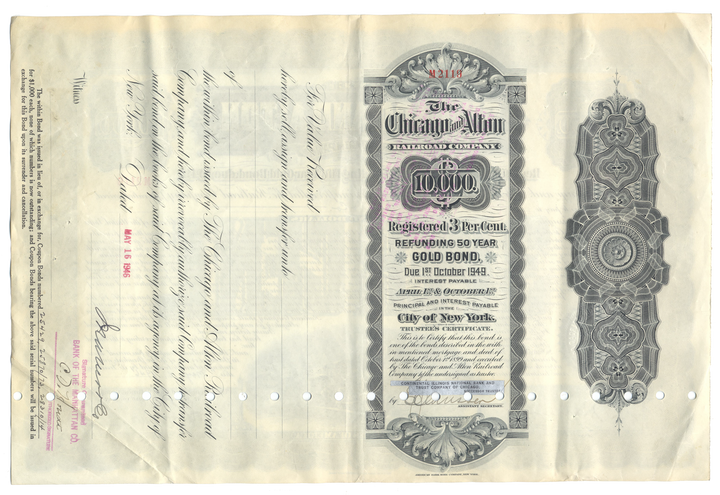 M2119
The
Chicago and Alton
RAILROAD COMPANY
10,000.
Registered 3 Per Cent.
REFUNDING 50 YEAR
GOLD BOND,
Due 1st October 1949.
INTEREST PAYABLE
APRIL 1st & OCTOBER 1st
PRINCIPAL AND INTEREST PAYABLE
IN THE
City of New York.
TRUSTEE'S CERTIFICATE.
This is to Certify that this bond is
one of the bonds described in the with-
in mentioned mortgage and deed of
trust dated October 1st 1899 and executed
by The Chicago and Alton Railroad
Company to the undersigned as trustee.
CONTINENTAL ILLINOIS NATIONAL BANK AND
TRUST COMPANY OF CHICAGO
By
ASSISTANT SECRETARY.
For Value Received
hereby sell, assign and transfer unto
of
the within bond issued by The Chicago and Alton Railroad
Company, and hereby irrevocably authorize said Company to transfer
said bond on the books of said Company at its agency in the City of
New York. Dated MAY 16 1946
Witness
BANK OF THE MANHATTAN CO.
The within Bond was issued in lieu of, or in exchange for, Coupon Bonds numbered
for $1,000 each, none of which numbers is now outstanding; and Coupon Bonds bearing the above said serial numbers will be issued in
exchange for this Bond upon its surrender and cancellation.